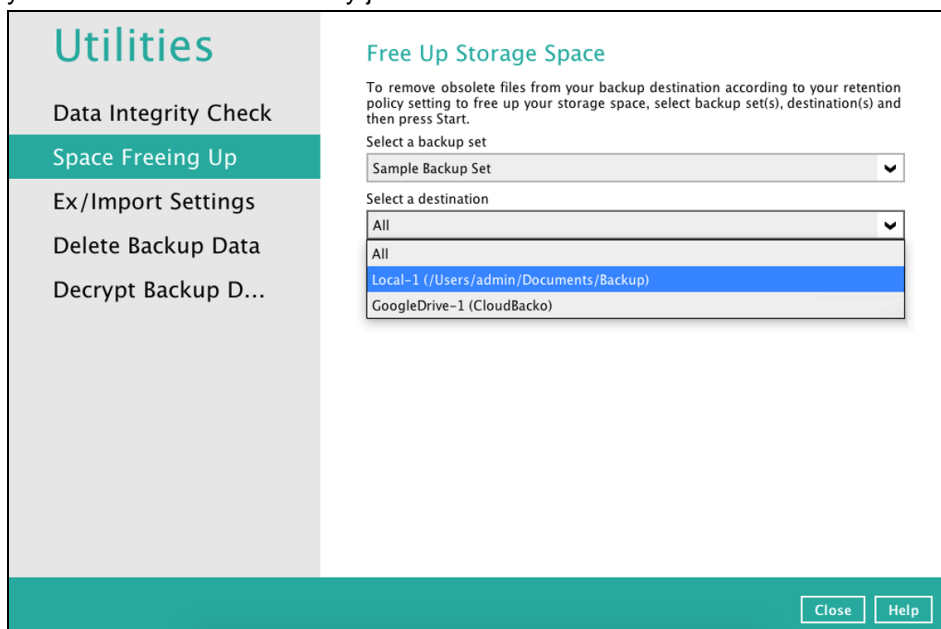 Utilities
Data Integrity Check
Space Freeing Up
Ex/Import Settings
Delete Backup Data
Decrypt Backup D...
Free Up Storage Space
To remove obsolete files from your backup destination according to your retention
policy setting to free up your storage space, select backup set(s), destination(s) and
then press Start.
Select a backup set
Sample Backup Set
Select a destination
All
All
Local-1 (/Users/admin/Documents/Backup)
GoogleDrive-1 (CloudBacko)
Close
Help